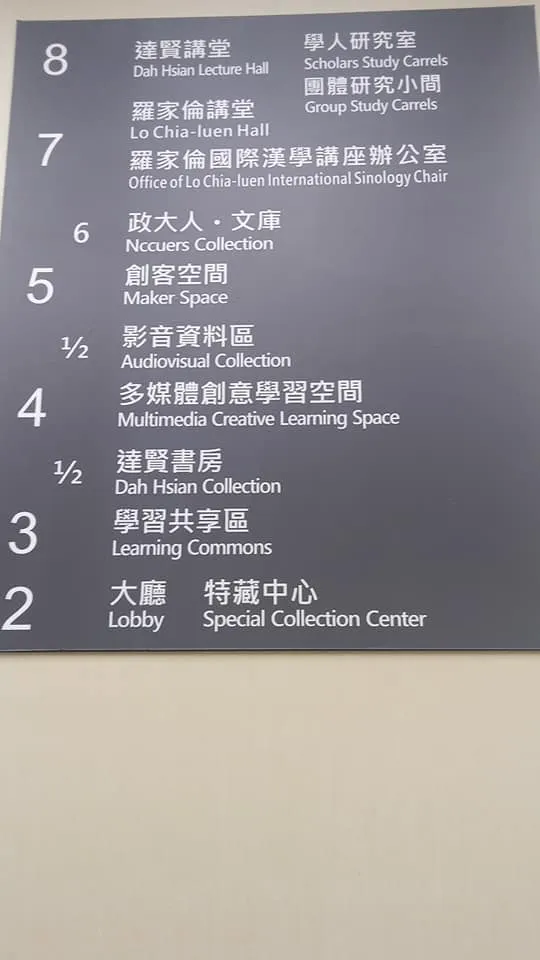 8
達賢講堂
Dah Hsian Lecture Hall
學人研究室
Scholars Study Carrels
團體研究小間
Group Study Carrels
7
羅家倫講堂
Lo Chia-luen Hall
羅家倫國際漢學講座辦公室
Office of Lo Chia-luen International Sinology Chair
6
政大人・文庫
Nccuers Collection
5
創客空間
Maker Space
½
影音資料區
Audiovisual Collection
4
多媒體創意學習空間
Multimedia Creative Learning Space
½
達賢書房
Dah Hsian Collection
3
學習共享區
Learning Commons
2
大廳 特藏中心
Lobby Special Collection Center